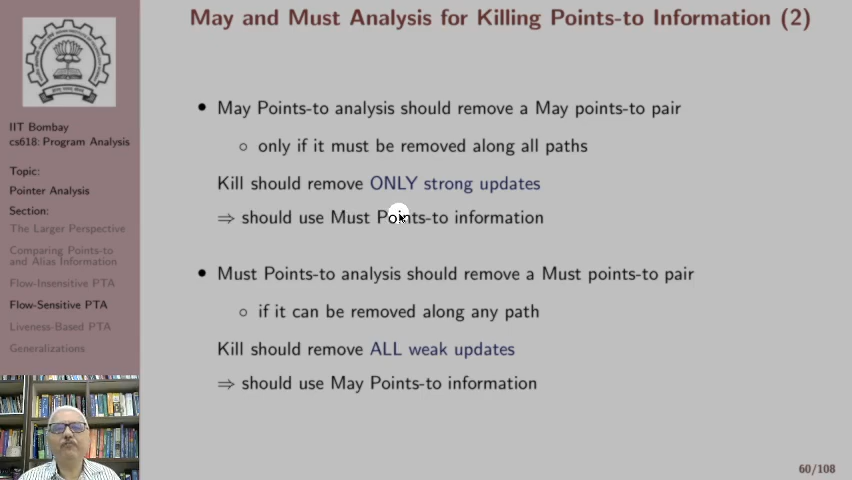 May and Must Analysis for Killing Points-to Information (2)
IIT Bombay
cs618: Program Analysis
Topic:
Pointer Analysis
Section:
The Larger Perspective
Comparing Points-to
and Alias Information
Flow-Insensitive PTA
Flow-Sensitive PTA
Liveness-Based PTA
Generalizations
• May Points-to analysis should remove a May points-to pair
○ only if it must be removed along all paths
Kill should remove ONLY strong updates
⇒ should use Must Points-to information
• Must Points-to analysis should remove a Must points-to pair
○ if it can be removed along any path
Kill should remove ALL weak updates
⇒ should use May Points-to information
60/108